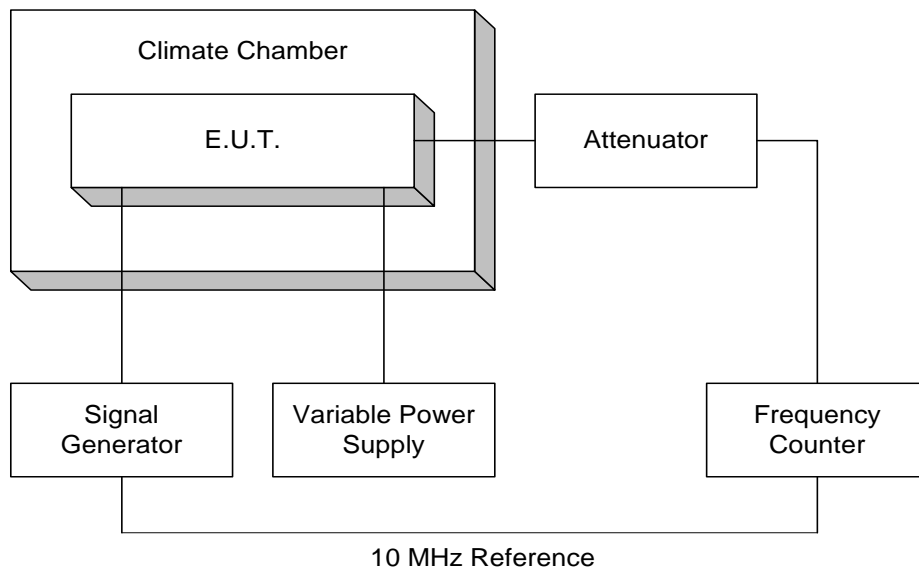 Climate Chamber
E.U.T.
Attenuator
Signal
Generator
Variable Power
Supply
Frequency
Counter
10 MHz Reference